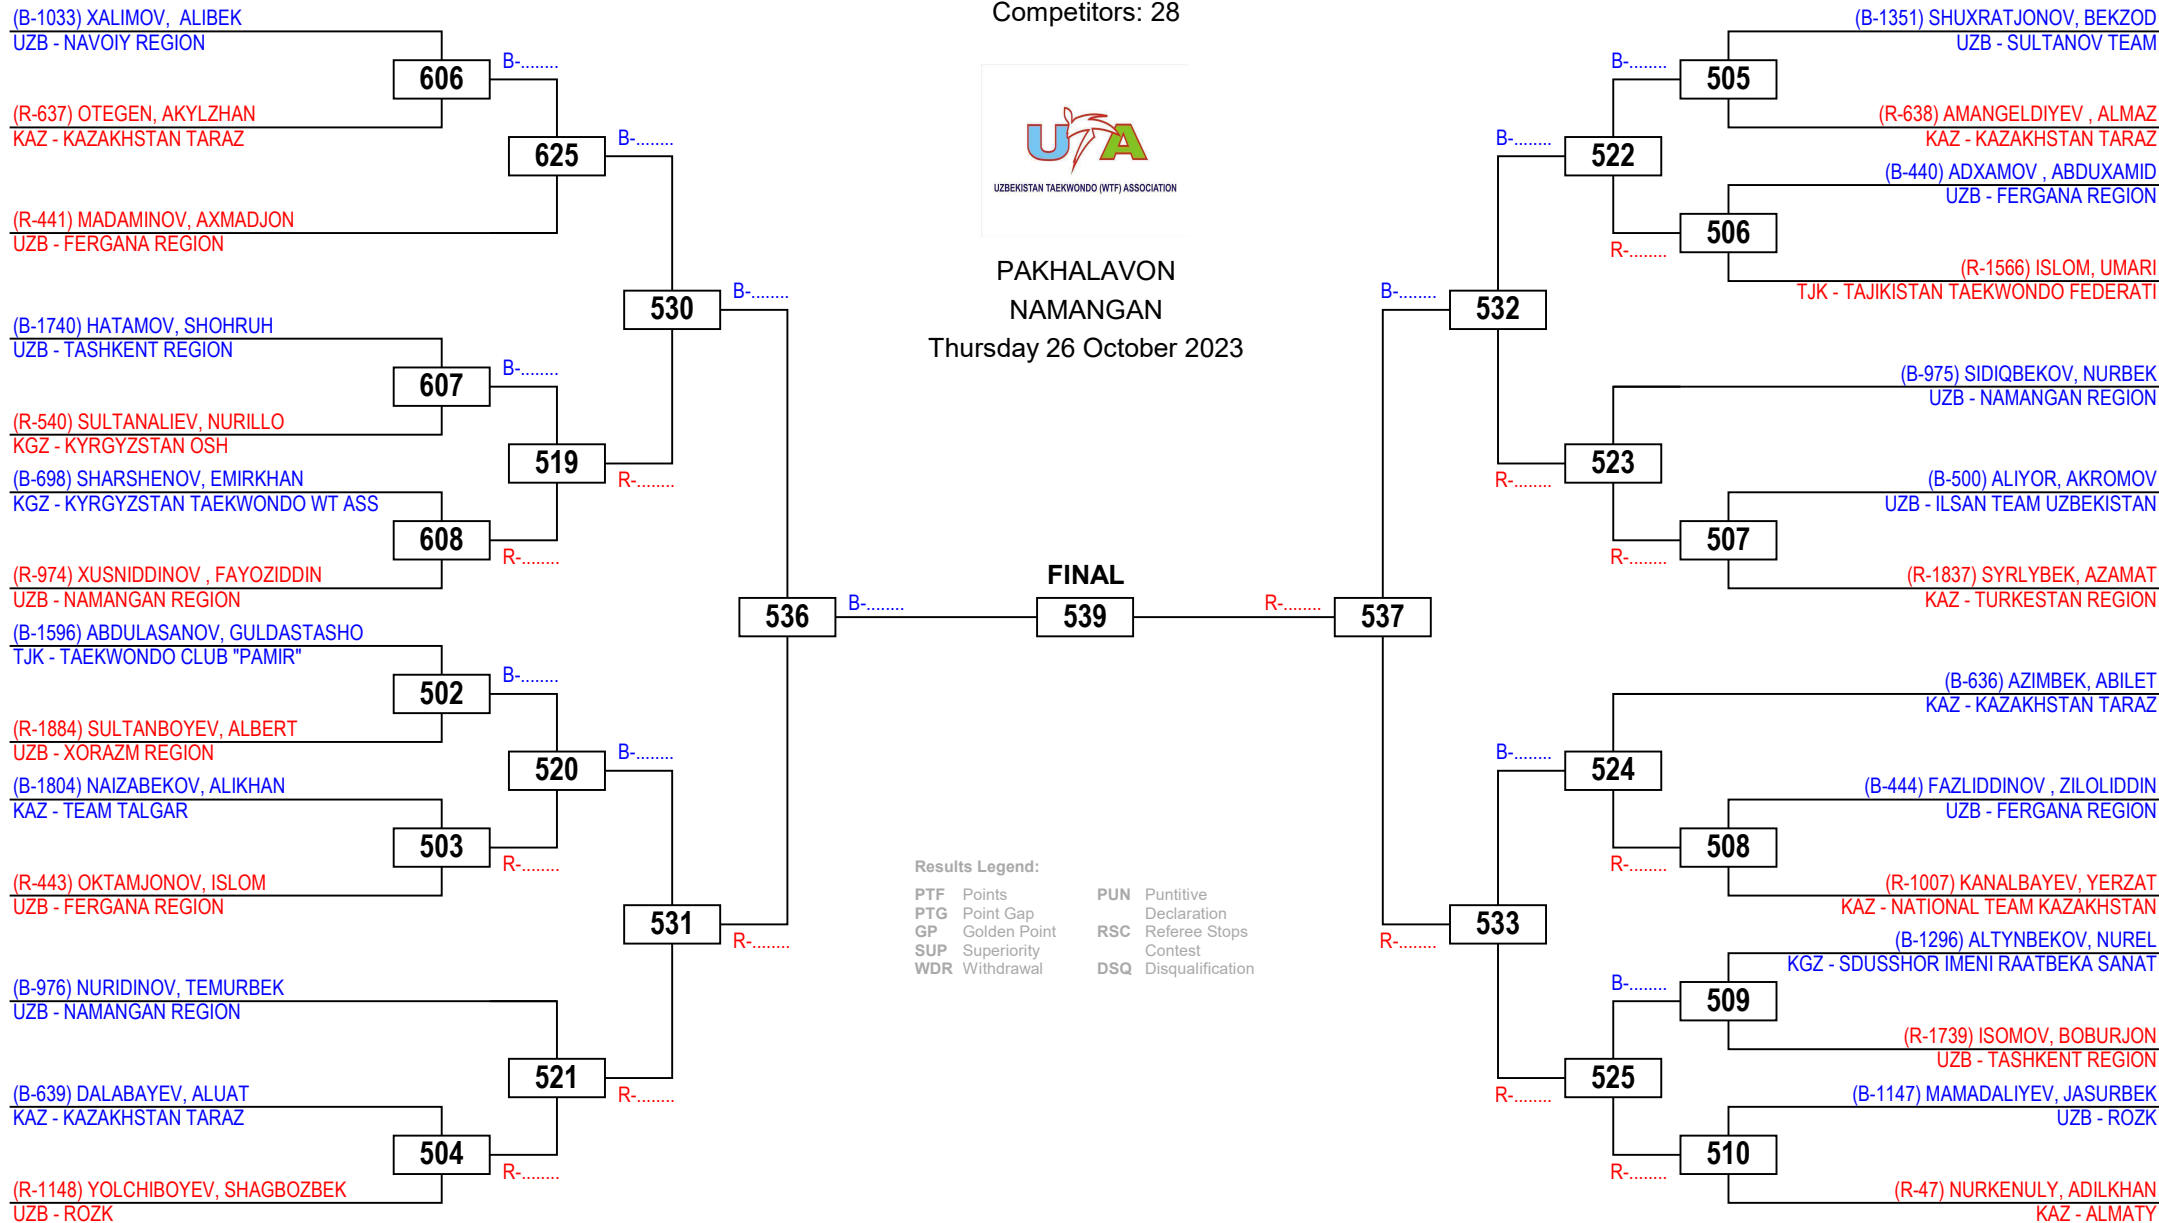 Competitors: 28
UTA
UZBEKISTAN TAEKWONDO (WTF) ASSOCIATION
PAKHALAVON
NAMANGAN
Thursday 26 October 2023
(B-1033) XALIMOV, ALIBEK
UZB - NAVOIY REGION
606
B-........
(R-637) OTEGEN, AKYLZHAN
KAZ - KAZAKHSTAN TARAZ
625
B-........
(R-441) MADAMINOV, AXMADJON
UZB - FERGANA REGION
530
B-........
(B-1740) HATAMOV, SHOHRUH
UZB - TASHKENT REGION
607
B-........
(R-540) SULTANALIEV, NURILLO
KGZ - KYRGYZSTAN OSH
519
R-........
(B-698) SHARSHENOV, EMIRKHAN
KGZ - KYRGYZSTAN TAEKWONDO WT ASS
608
R-........
(R-974) XUSNIDDINOV , FAYOZIDDIN
UZB - NAMANGAN REGION
536
B-........
(B-1596) ABDULASANOV, GULDASTASHO
TJK - TAEKWONDO CLUB "PAMIR"
502
B-........
(R-1884) SULTANBOYEV, ALBERT
UZB - XORAZM REGION
520
B-........
(B-1804) NAIZABEKOV, ALIKHAN
KAZ - TEAM TALGAR
503
R-........
(R-443) OKTAMJONOV, ISLOM
UZB - FERGANA REGION
531
R-........
(B-976) NURIDINOV, TEMURBEK
UZB - NAMANGAN REGION
521
R-........
(B-639) DALABAYEV, ALUAT
KAZ - KAZAKHSTAN TARAZ
504
R-........
(R-1148) YOLCHIBOYEV, SHAGBOZBEK
UZB - ROZK
FINAL
539
Results Legend:
PTF Points
PTG Point Gap
GP Golden Point
SUP Superiority
WDR Withdrawal
PUN Puntitive
Declaration
RSC Referee Stops
Contest
DSQ Disqualification
(B-1351) SHUXRATJONOV, BEKZOD
UZB - SULTANOV TEAM
B-........
505
(R-638) AMANGELDIYEV , ALMAZ
KAZ - KAZAKHSTAN TARAZ
B-........
522
(B-440) ADXAMOV , ABDUXAMID
UZB - FERGANA REGION
R-........
506
(R-1566) ISLOM, UMARI
TJK - TAJIKISTAN TAEKWONDO FEDERATI
B-........
532
(B-975) SIDIQBEKOV, NURBEK
UZB - NAMANGAN REGION
R-........
523
(B-500) ALIYOR, AKROMOV
UZB - ILSAN TEAM UZBEKISTAN
R-........
507
(R-1837) SYRLYBEK, AZAMAT
KAZ - TURKESTAN REGION
R-........
537
(B-636) AZIMBEK, ABILET
KAZ - KAZAKHSTAN TARAZ
B-........
524
(B-444) FAZLIDDINOV , ZILOLIDDIN
UZB - FERGANA REGION
R-........
508
(R-1007) KANALBAYEV, YERZAT
KAZ - NATIONAL TEAM KAZAKHSTAN
R-........
533
(B-1296) ALTYNBEKOV, NUREL
KGZ - SDUSSHOR IMENI RAATBEKA SANAT
B-........
509
(R-1739) ISOMOV, BOBURJON
UZB - TASHKENT REGION
R-........
525
(B-1147) MAMADALIYEV, JASURBEK
UZB - ROZK
R-........
510
(R-47) NURKENULY, ADILKHAN
KAZ - ALMATY